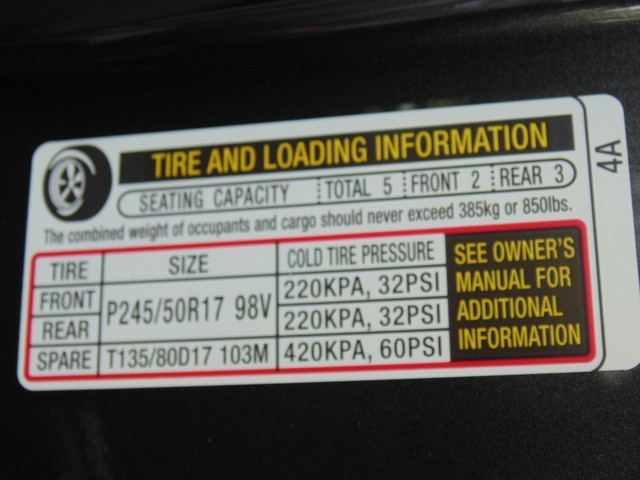 TIRE AND LOADING INFORMATION
SEATING CAPACITY TOTAL 5 FRONT 2 REAR 3
The combined weight of occupants and cargo should never exceed 385kg or 850lbs.
TIRE SIZE COLD TIRE PRESSURE
FRONT P245/50R17 98V 220KPA, 32PSI
REAR 220KPA, 32PSI
SPARE T135/80D17 103M 420KPA, 60PSI
SEE OWNER'S
MANUAL FOR
ADDITIONAL
INFORMATION
4A